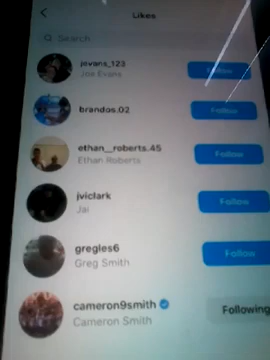 Likes
Search
jovans_123
Joe Evans
Follow
brandos.02
Follow
ethan__roberts.45
Ethan Roberts
Follow
jviclark
Jai
Follow
gregles6
Greg Smith
Follow
cameron9smith
Cameron Smith
Following